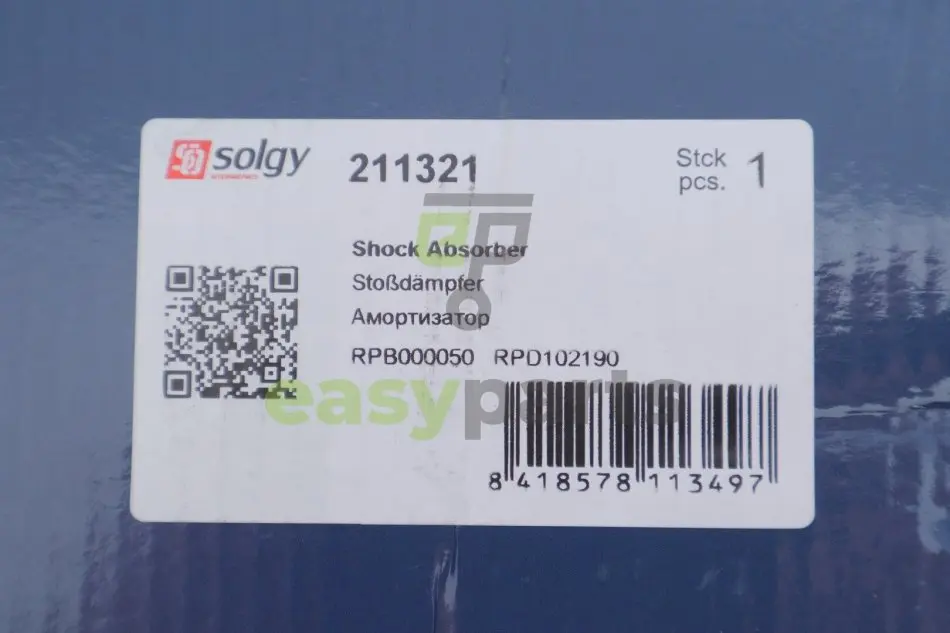 solgy
211321
Stck
pcs.
1
Shock Absorber
Stoßdämpfer
Амортизатор
RPB000050 RPD102190
easyparts
8 418578 113497